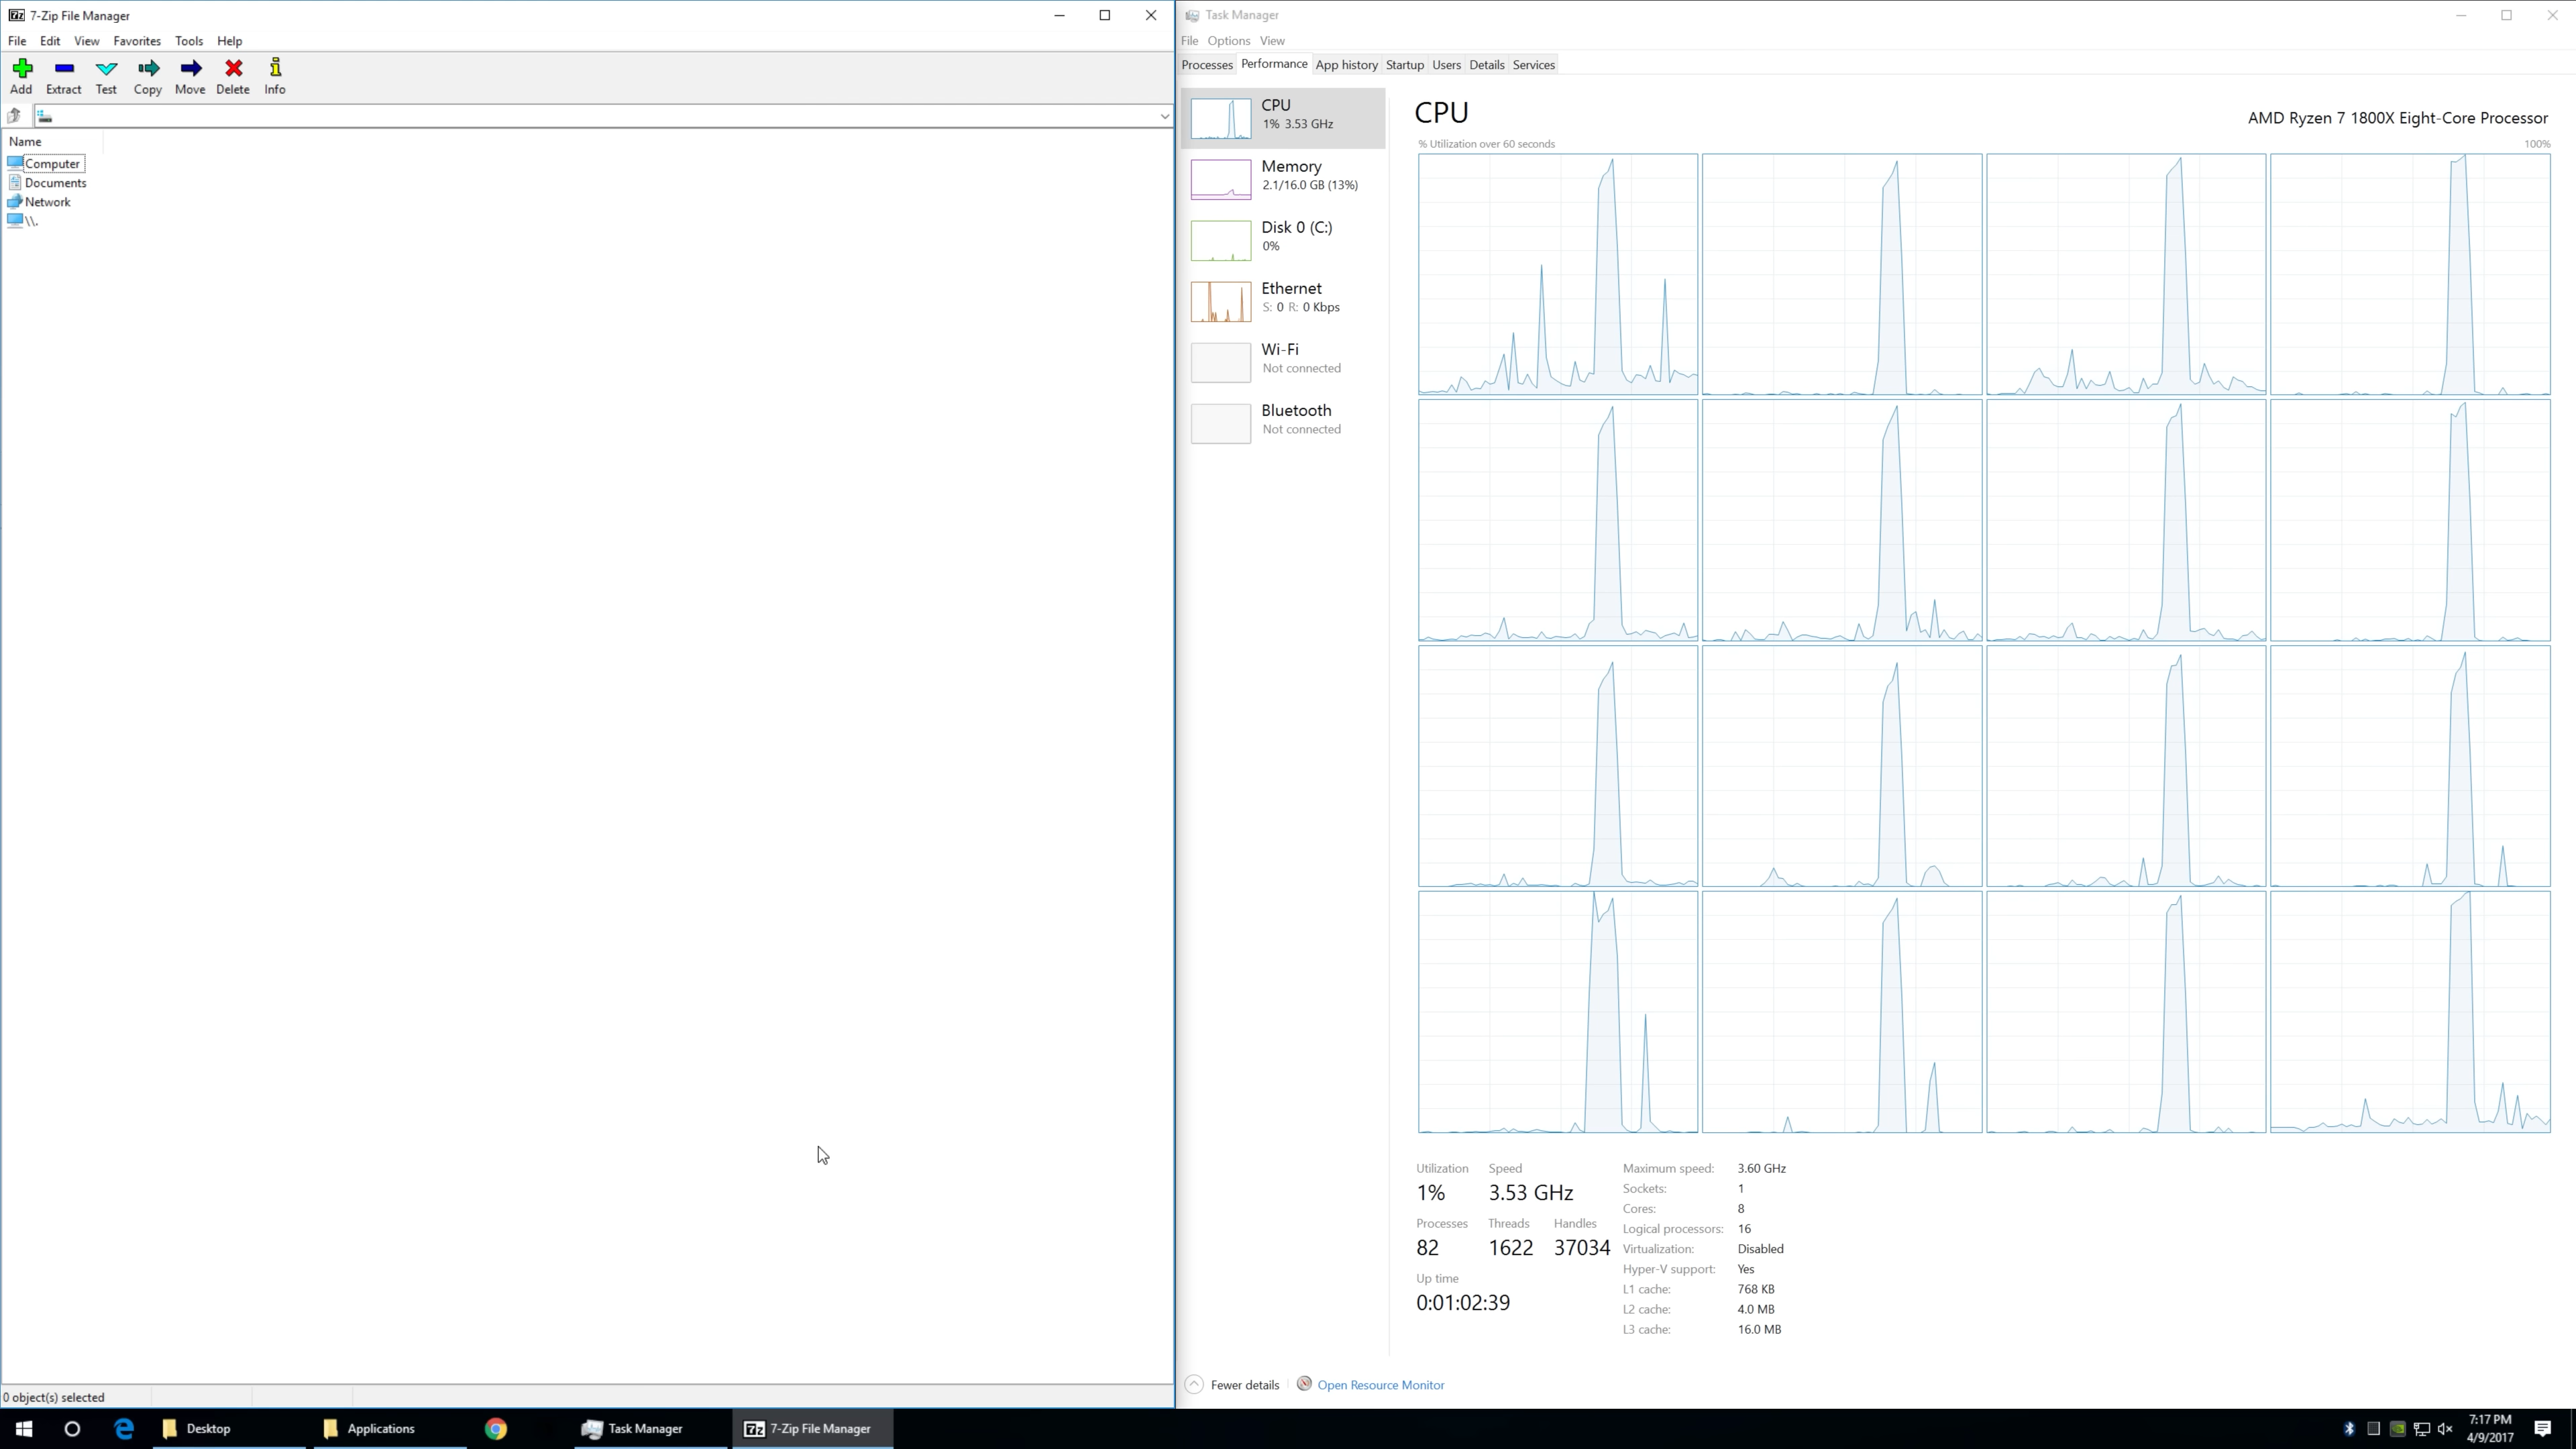 7-Zip File Manager
File Edit View Favorites Tools Help
Add Extract Test Copy Move Delete Info
Name
Computer
Documents
Network
\\.
0 object(s) selected
Task Manager
File Options View
Processes Performance App history Startup Users Details Services
CPU
1% 3.53 GHz
Memory
2.1/16.0 GB (13%)
Disk 0 (C:)
0%
Ethernet
S: 0 R: 0 Kbps
Wi-Fi
Not connected
Bluetooth
Not connected
CPU
AMD Ryzen 7 1800X Eight-Core Processor
% Utilization over 60 seconds
100%
Utilization Speed
1% 3.53 GHz
Processes Threads Handles
82 1622 37034
Up time
0:01:02:39
Maximum speed: 3.60 GHz
Sockets: 1
Cores: 8
Logical processors: 16
Virtualization: Disabled
Hyper-V support: Yes
L1 cache: 768 KB
L2 cache: 4.0 MB
L3 cache: 16.0 MB
Fewer details
Open Resource Monitor
Desktop
Applications
Task Manager
7z 7-Zip File Manager
7:17 PM
4/9/2017